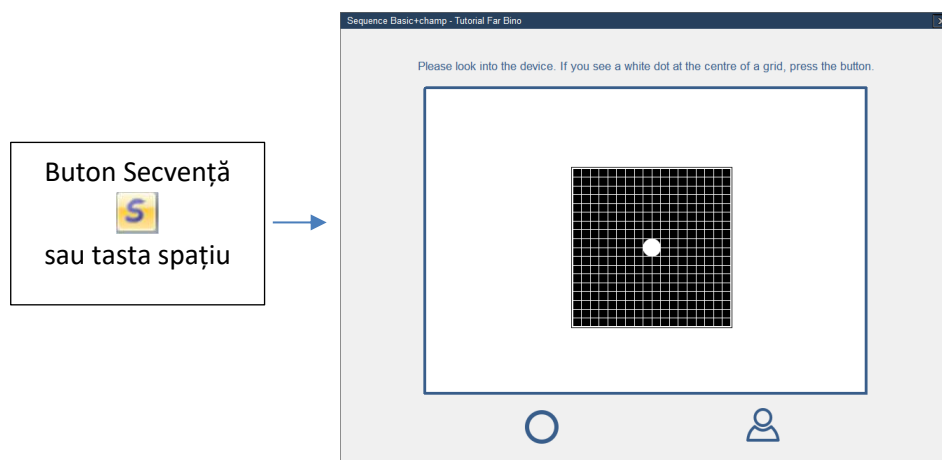 Sequence Basic+champ - Tutorial Far Bino
Please look into the device. If you see a white dot at the centre of a grid, press the button.
Buton Secvență
S
sau tasta spațiu